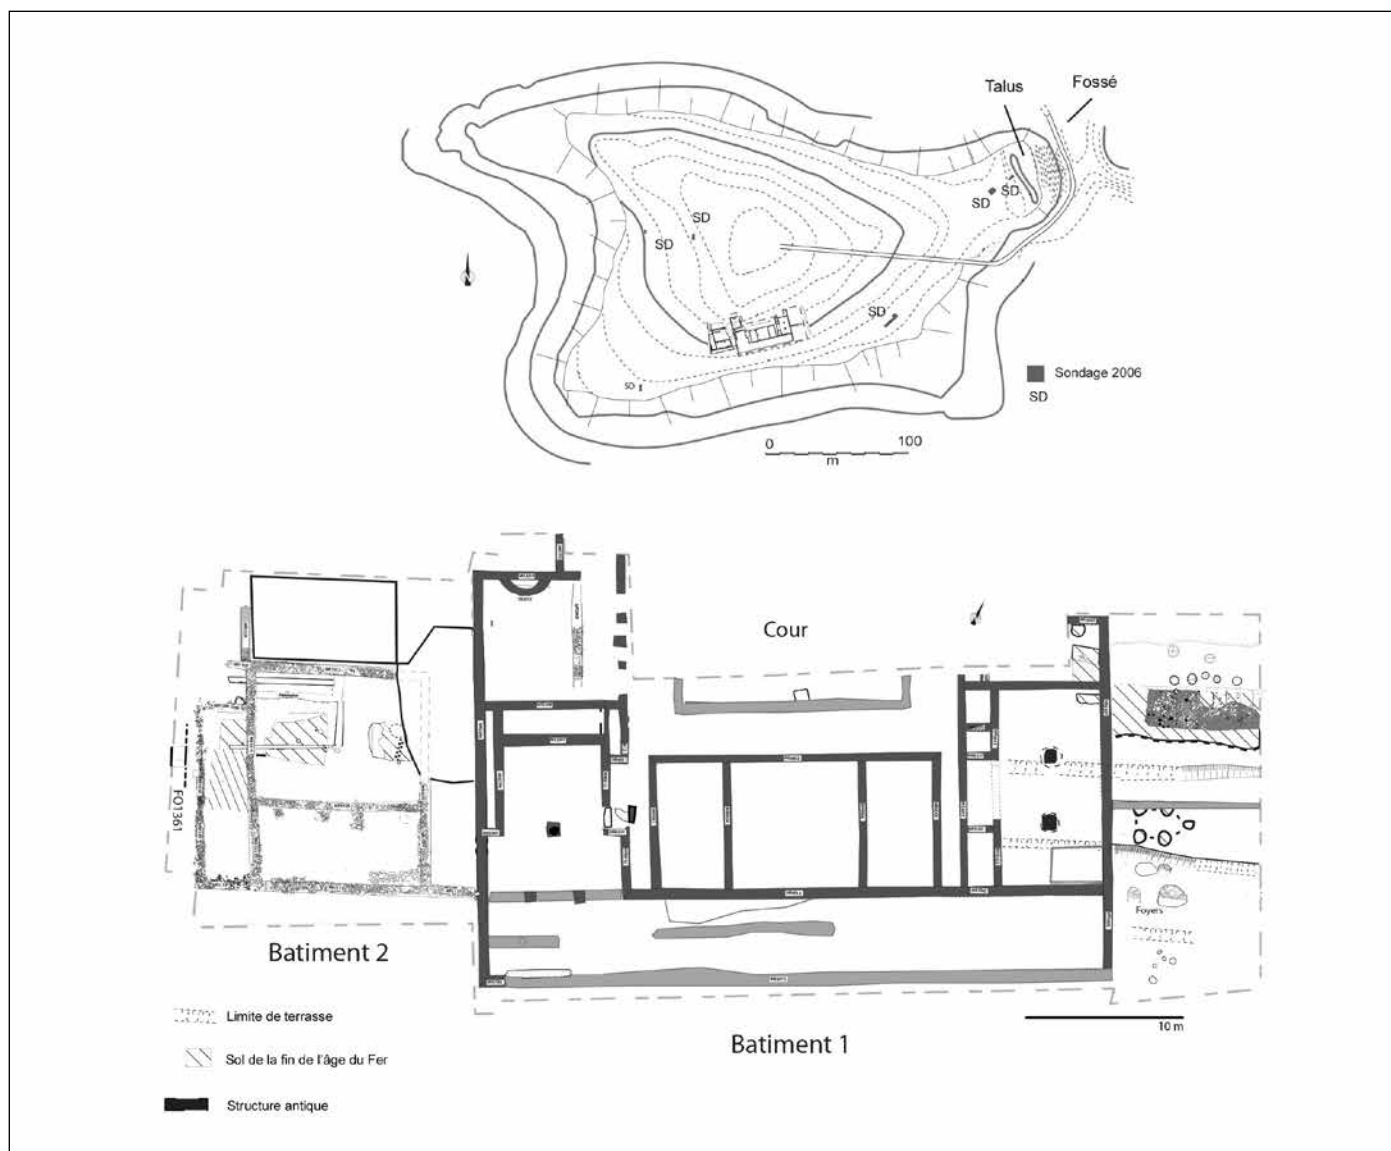 Talus
Fossé
SD
SD
SD
SD
SD
SD
Sondage 2006
SD
0
100
m
Cour
FO1361
Foyers
Batiment 2
10 m
Limite de terrasse
Batiment 1
Sol de la fin de l'âge du Fer
Structure antique